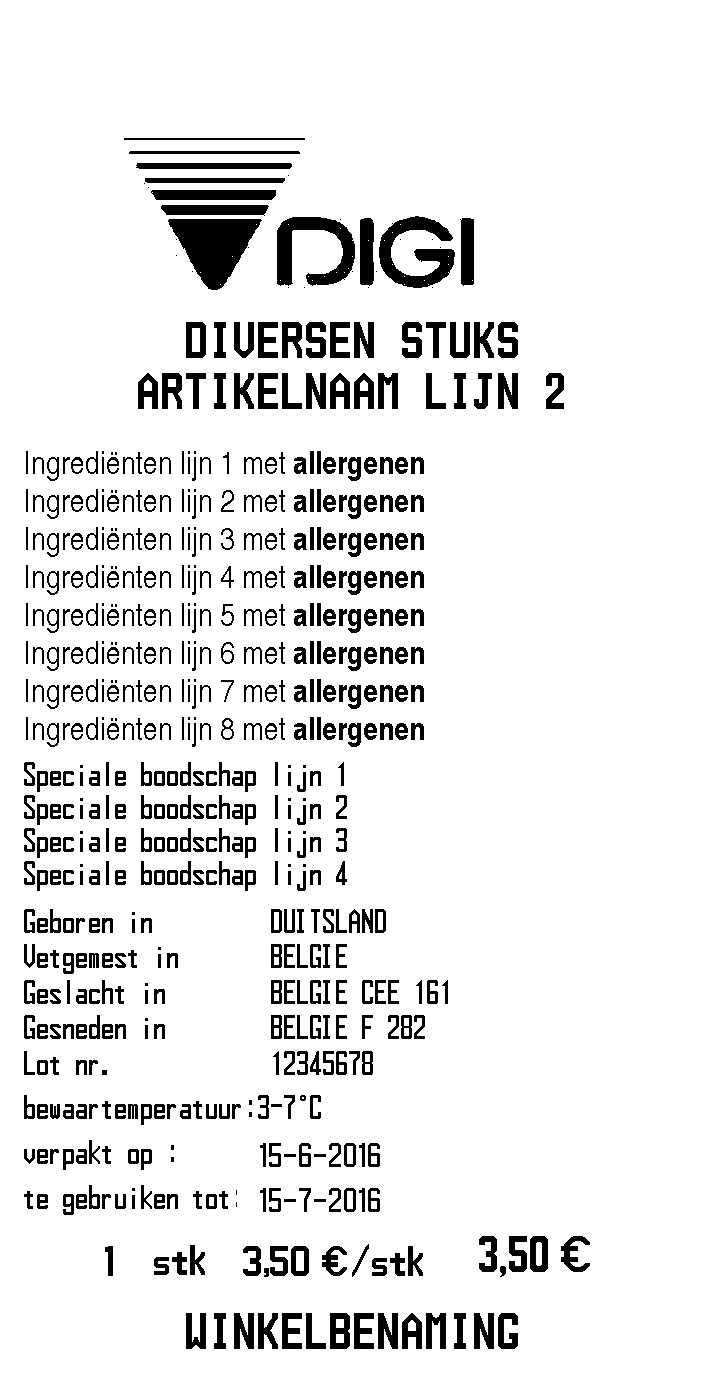 DIGI
DIVERSEN STUKS
ARTIKELNAAM LIJN 2
Ingrediënten lijn 1 met allergenen
Ingrediënten lijn 2 met allergenen
Ingrediënten lijn 3 met allergenen
Ingrediënten lijn 4 met allergenen
Ingrediënten lijn 5 met allergenen
Ingrediënten lijn 6 met allergenen
Ingrediënten lijn 7 met allergenen
Ingrediënten lijn 8 met allergenen
Speciale boodschap lijn 1
Speciale boodschap lijn 2
Speciale boodschap lijn 3
Speciale boodschap lijn 4
Geboren in DUITSLAND
Vetgemest in BELGIE
Geslacht in BELGIE CEE 161
Gesneden in BELGIE F 282
Lot nr. 12345678
bewaartemperatuur:3-7°C
verpakt op : 15-6-2016
te gebruiken tot: 15-7-2016
1 stk 3,50 €/stk 3,50 €
WINKELBENAMING